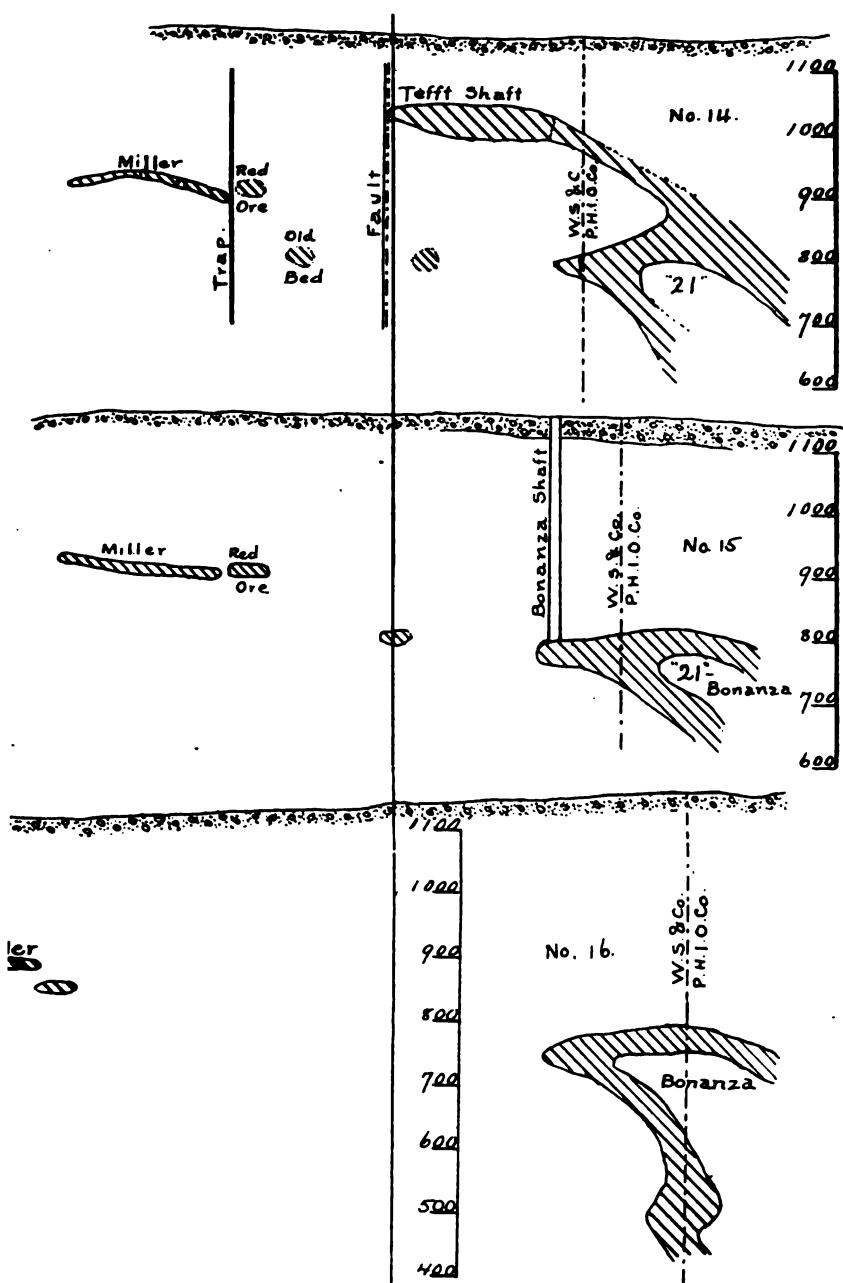 Tefft Shaft
No. 14.
Miller
Red
Ore
Old
Bed
Trap.
Fault
W.S.&C.
P.H.I.O.Co.
"21"
1100
1000
900
800
700
600
Miller
Red
Ore
Bonanza Shaft
W.S.&Co.
P.H.I.O.Co.
No 15
"21"-
Bonanza
1100
1000
900
800
700
600
ler
No. 16.
W.S.&Co.
P.H.I.O.Co.
Bonanza
1100
1000
900
800
700
600
500
400